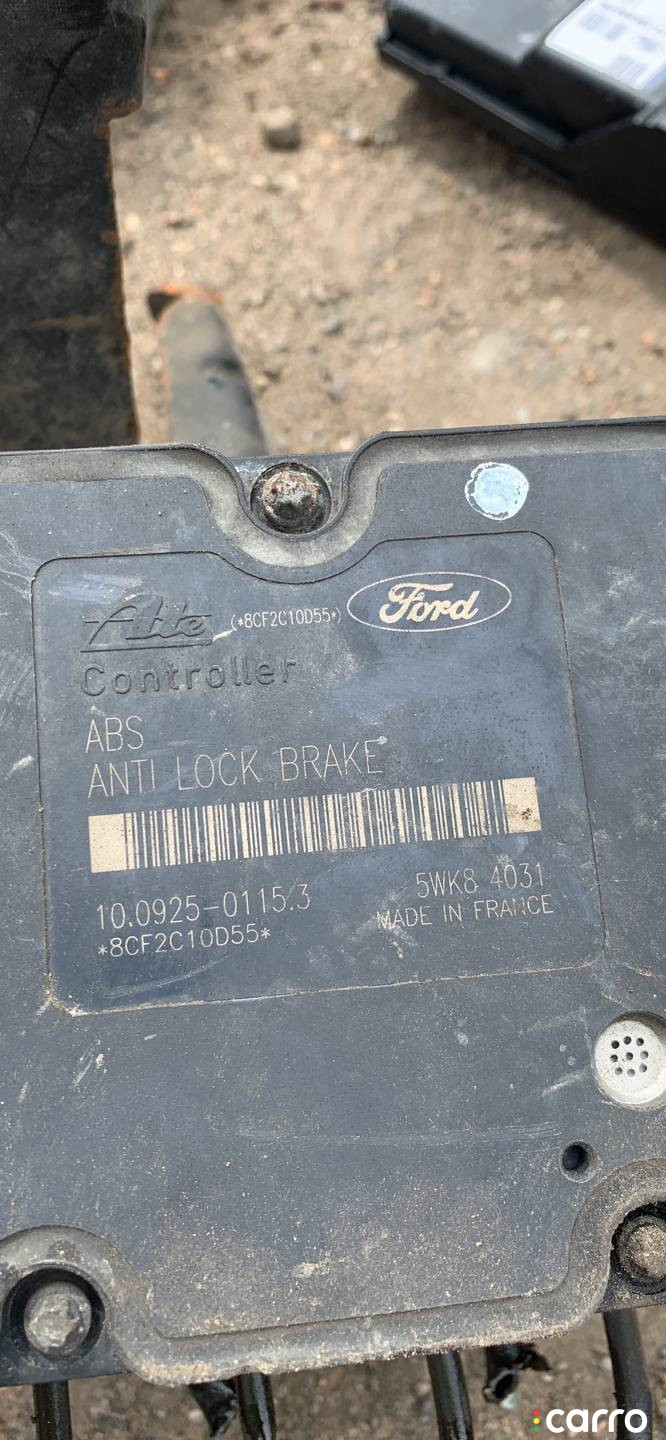 Ate (*8CF2C10D55*) Ford
Controller
ABS
ANTI LOCK BRAKE
10.0925-0115.3 5WK8 4031
*8CF2C10D55* MADE IN FRANCE
carro